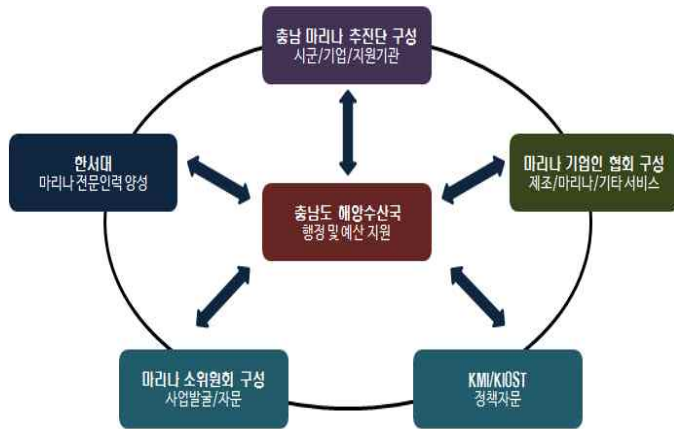 충남 마리나 추진단 구성
시군/기업/지원기관
한서대
마리나 전문인력 양성
마리나 기업인 협회 구성
제조/마리나/기타 서비스
충남도 해양수산국
행정 및 예산 지원
마리나 소위원회 구성
사업발굴/자문
KMI/KIOST
정책자문